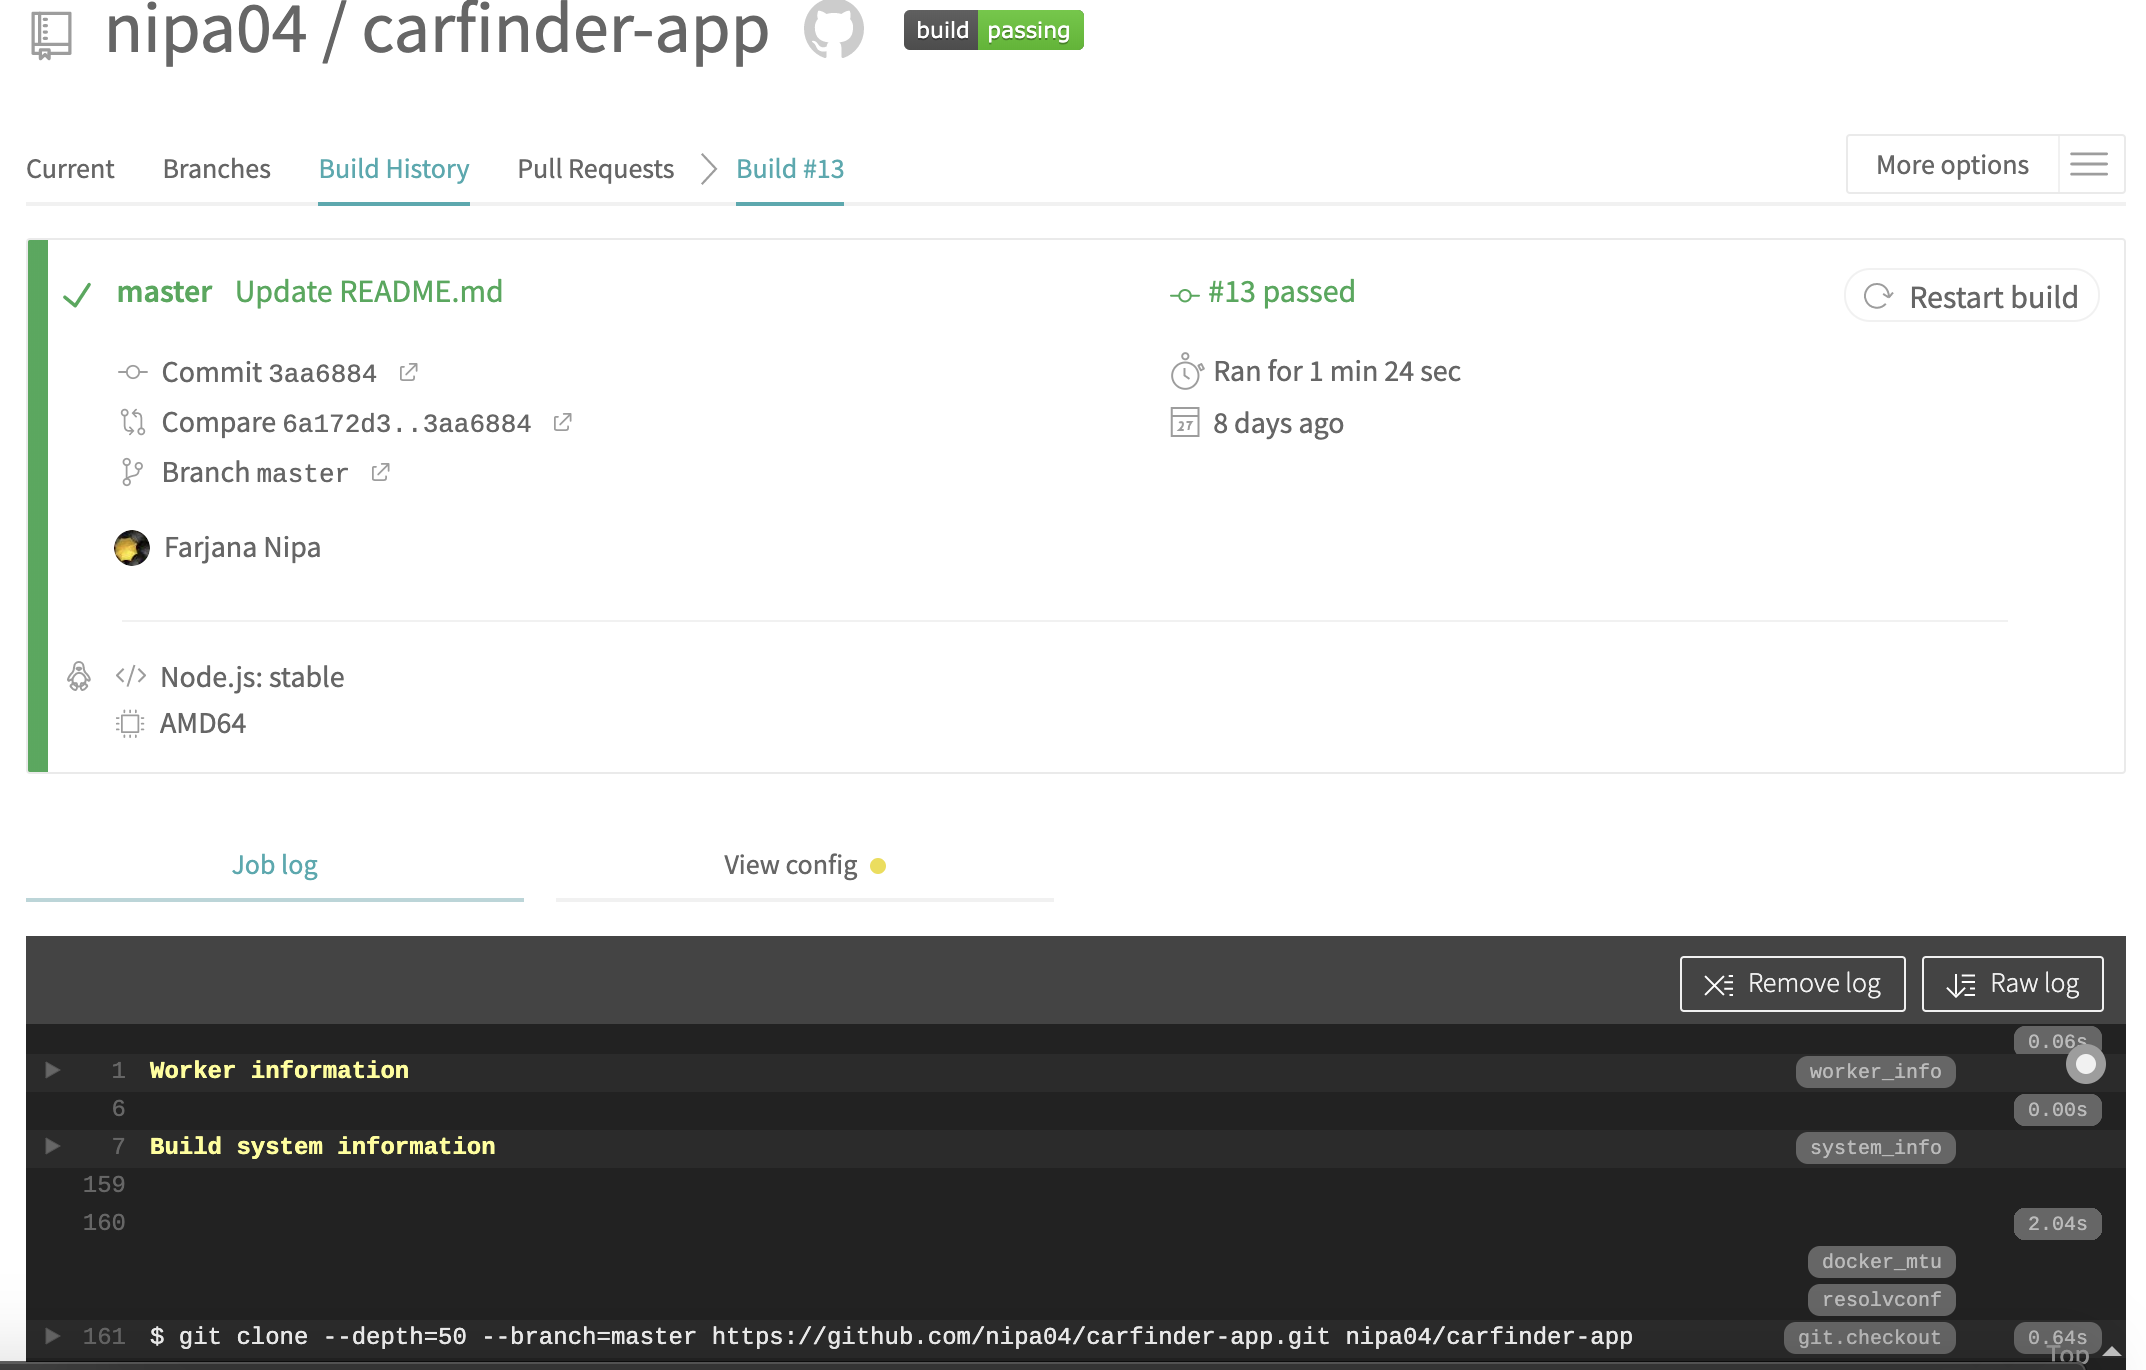 nipa04 / carfinder-app build passing
Current Branches Build History Pull Requests Build #13 More options
master Update README.md #13 passed Restart build
Commit 3aa6884 Ran for 1 min 24 sec
Compare 6a172d3..3aa6884 27 8 days ago
Branch master
Farjana Nipa
</> Node.js: stable
AMD64
Job log View config
Remove log Raw log
0.06s
1 Worker information worker_info
6 0.00s
7 Build system information system_info
159
160 2.04s
docker_mtu
resolvconf
161 $ git clone --depth=50 --branch=master https://github.com/nipa04/carfinder-app.git nipa04/carfinder-app git.checkout 0.64s
Top